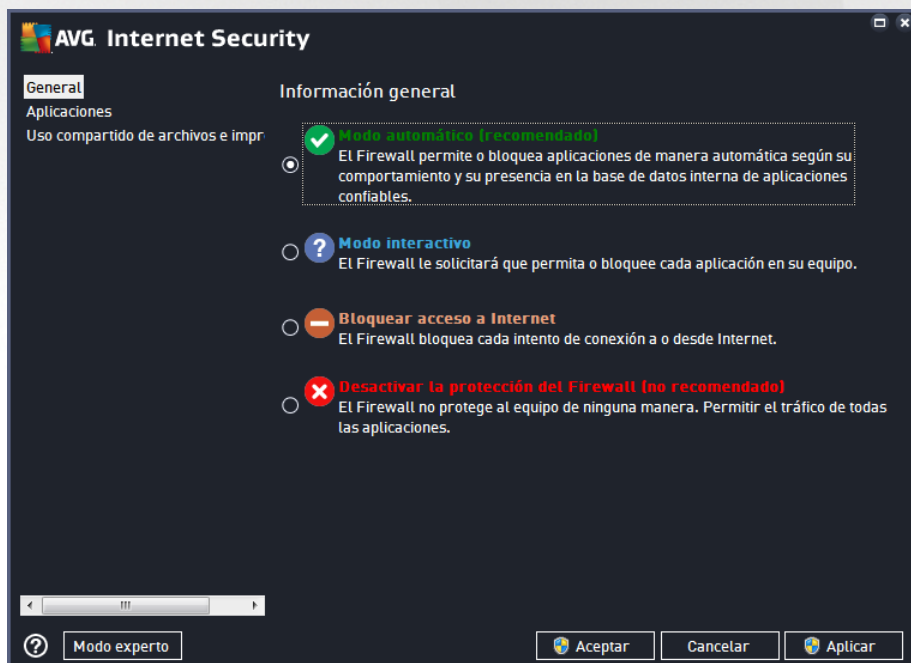 AVG. Internet Security
General
Aplicaciones
Uso compartido de archivos e impr
Información general
Modo automático (recomendado)
El Firewall permite o bloquea aplicaciones de manera automática según su
comportamiento y su presencia en la base de datos interna de aplicaciones
confiables.
Modo interactivo
El Firewall le solicitará que permita o bloquee cada aplicación en su equipo.
Bloquear acceso a Internet
El Firewall bloquea cada intento de conexión a o desde Internet.
Desactivar la protección del Firewall (no recomendado)
El Firewall no protege al equipo de ninguna manera. Permitir el tráfico de todas
las aplicaciones.
Modo experto
Aceptar
Cancelar
Aplicar